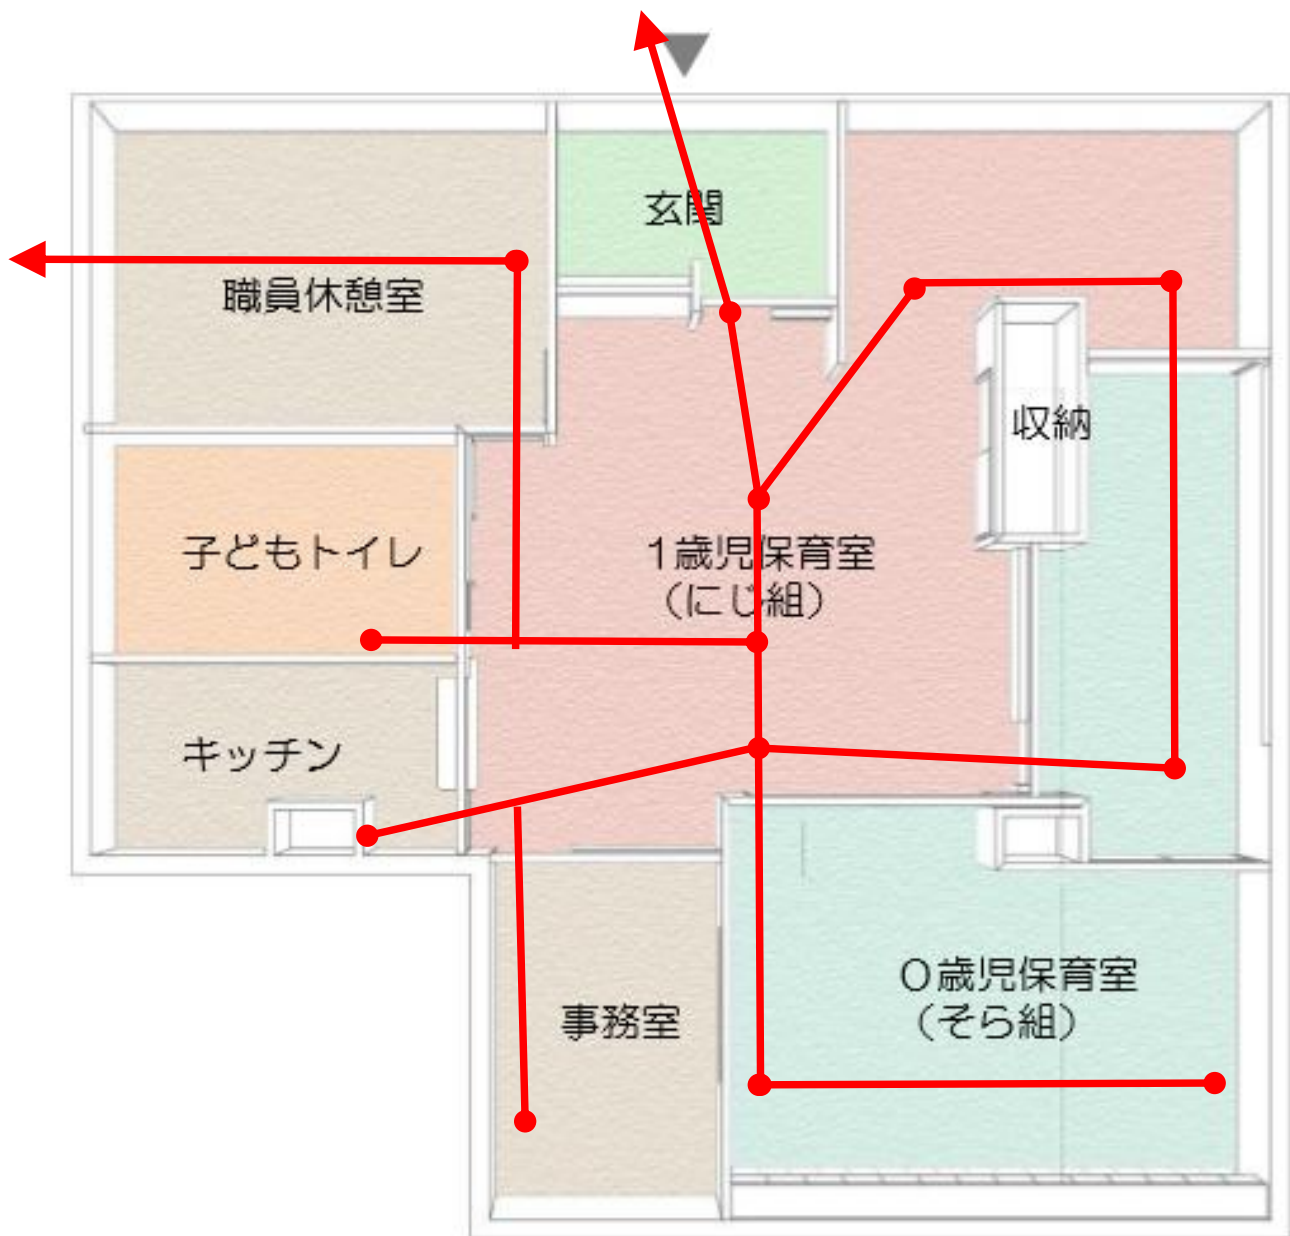 玄関
職員休憩室
収納
子どもトイレ
1歳児保育室
（にじ組）
キッチン
0歳児保育室
（そら組）
事務室